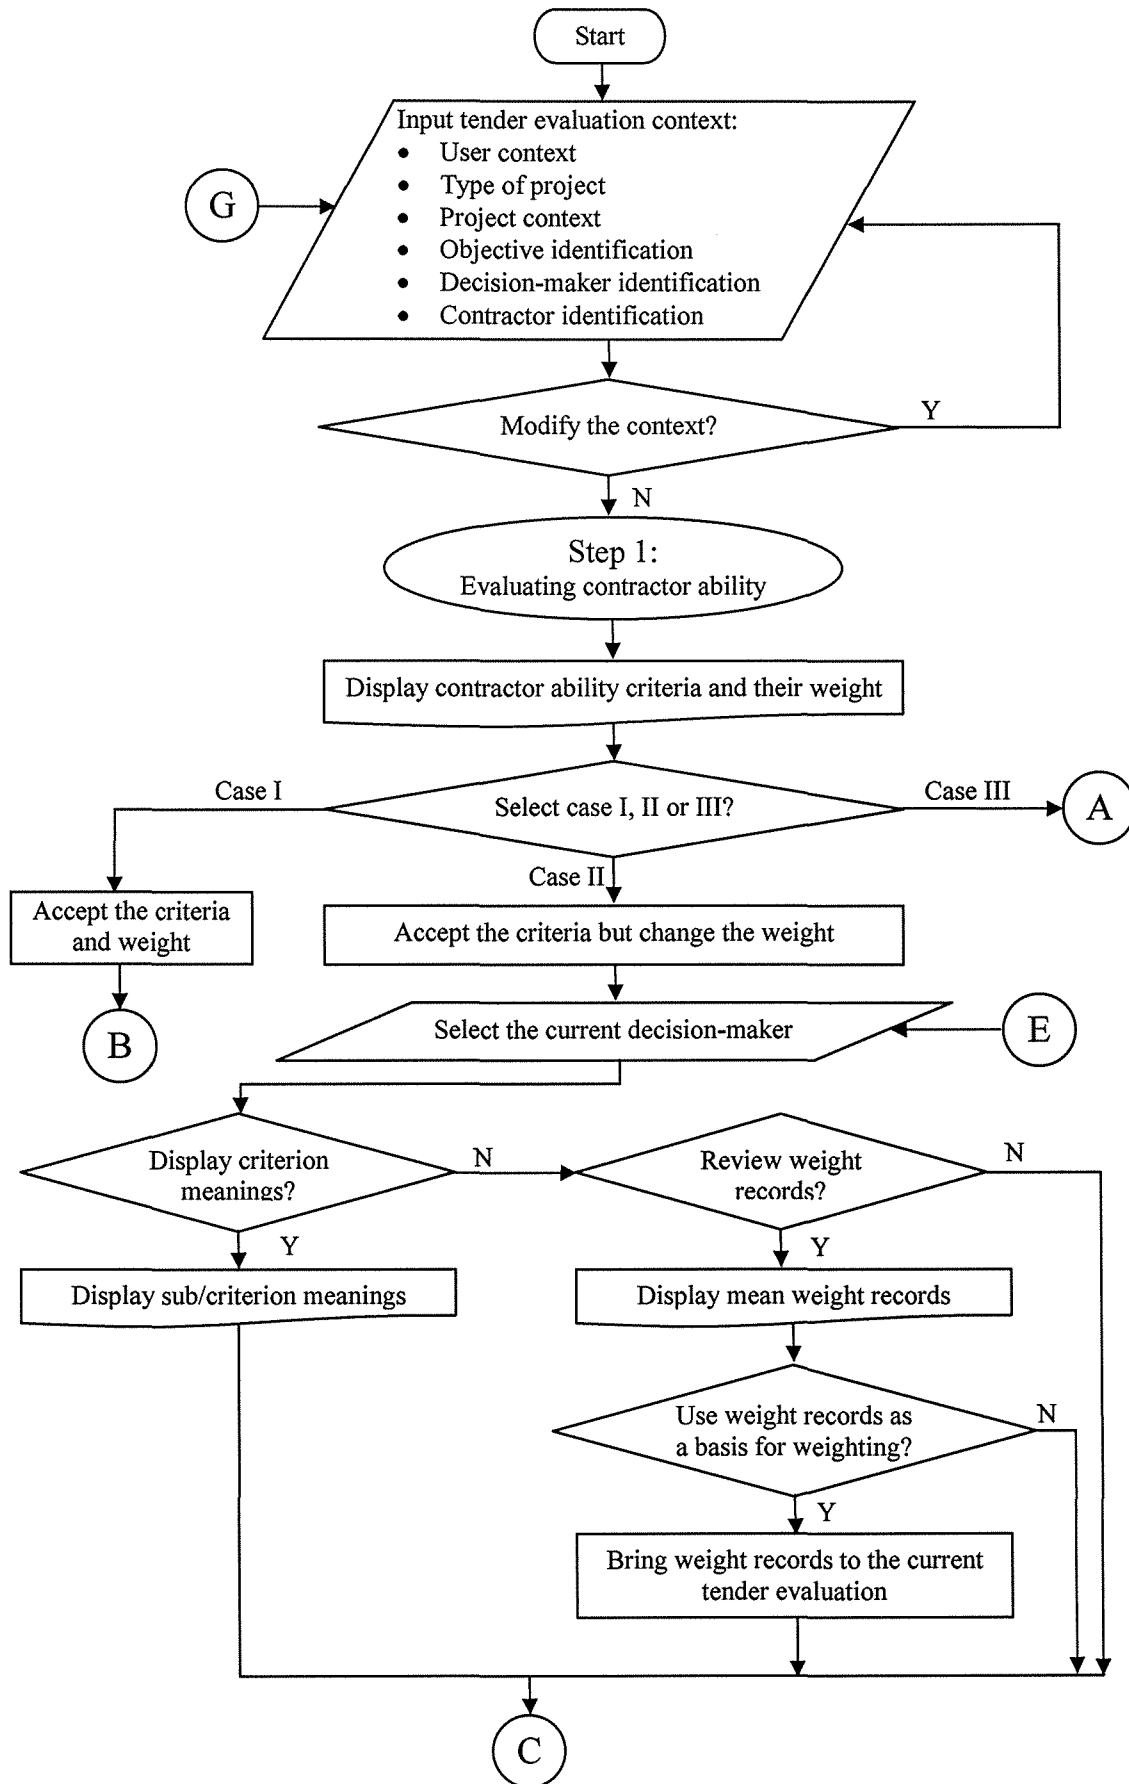 Start
Input tender evaluation context:
• User context
• Type of project
G
• Project context
• Objective identification
• Decision-maker identification
• Contractor identification
Modify the context?
Y
N
Step 1:
Evaluating contractor ability
Display contractor ability criteria and their weight
Case I
Select case I, II or III?
Case III
A
Case II
Accept the criteria
and weight
Accept the criteria but change the weight
B
Select the current decision-maker
E
Display criterion
meanings?
N
Review weight
records?
N
Y
Y
Display sub/criterion meanings
Display mean weight records
Use weight records as
a basis for weighting?
N
Y
Bring weight records to the current
tender evaluation
C